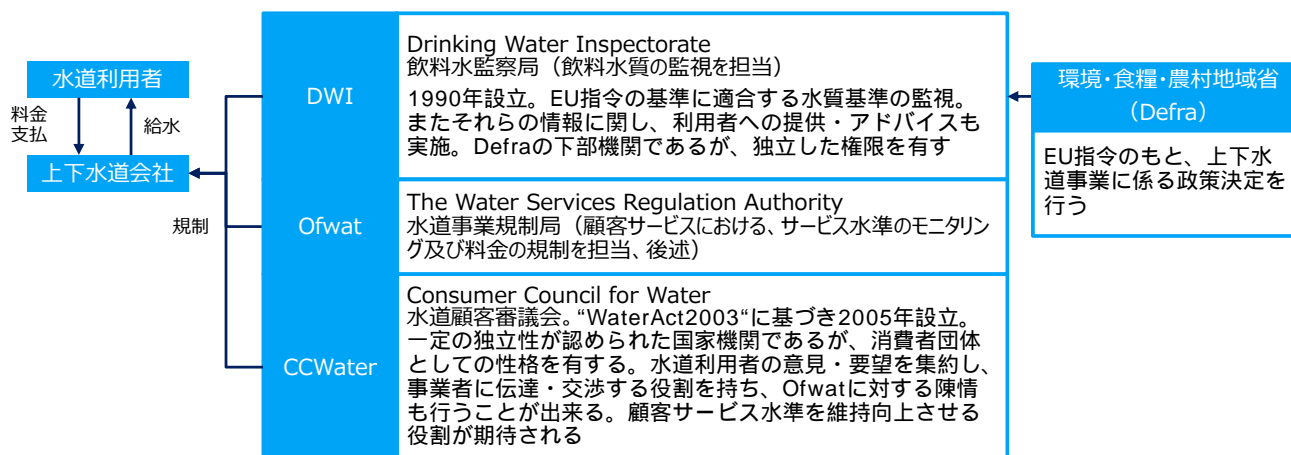 水道利用者
料金
支払
給水
上下水道会社
規制
DWI
Drinking Water Inspectorate
飲料水監察局（飲料水質の監視を担当）
1990年設立。EU指令の基準に適合する水質基準の監視。
またそれらの情報に関し、利用者への提供・アドバイスも
実施。Defraの下部機関であるが、独立した権限を有す
Ofwat
The Water Services Regulation Authority
水道事業規制局（顧客サービスにおける、サービス水準のモニタリン
グ及び料金の規制を担当、後述）
CCWater
Consumer Council for Water
水道顧客審議会。“WaterAct2003“に基づき2005年設立。
一定の独立性が認められた国家機関であるが、消費者団体
としての性格を有する。水道利用者の意見・要望を集約し、
事業者に伝達・交渉する役割を持ち、Ofwatに対する陳情
も行うことが出来る。顧客サービス水準を維持向上させる
役割が期待される
環境・食糧・農村地域省
（Defra）
EU指令のもと、上下水
道事業に係る政策決定を
行う